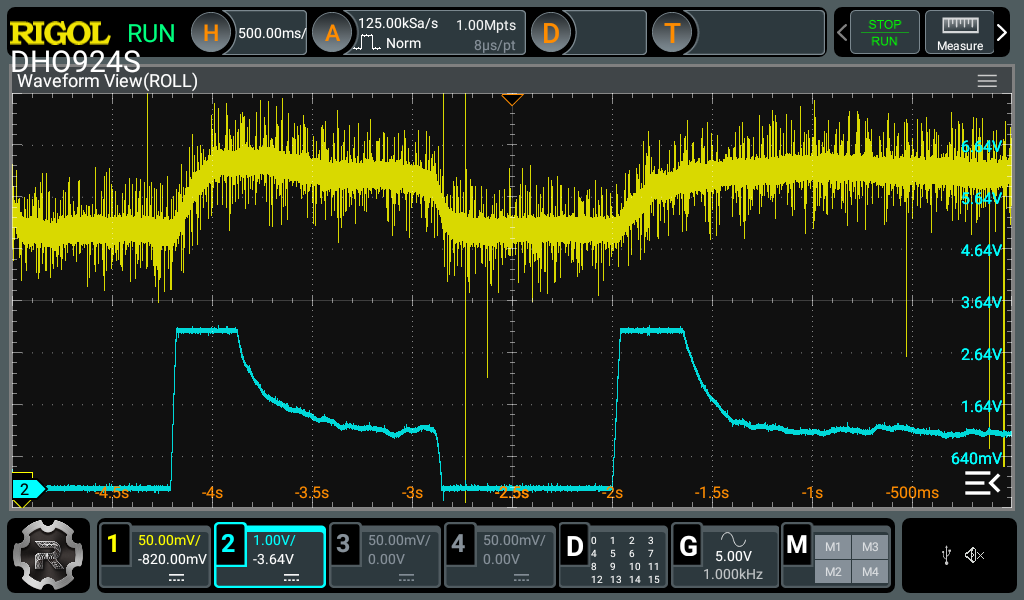 RIGOL RUN
DHO924S
H 500.00ms/
A 125.00kSa/s 1.00Mpts
Norm 8µs/pt
D
T
STOP
RUN
Measure
Waveform View(ROLL)
6.64V
5.64V
4.64V
3.64V
2.64V
1.64V
640mV
2
-4.5s -4s -3.5s -3s -2.5s -2s -1.5s -1s -500ms
1 50.00mV/
-820.00mV
2 1.00V/
-3.64V
3 50.00mV/
0.00V
4 50.00mV/
0.00V
D 0 1 2 3
4 5 6 7
8 9 10 11
12 13 14 15
G 5.00V
1.000kHz
M M1 M3
M2 M4
R